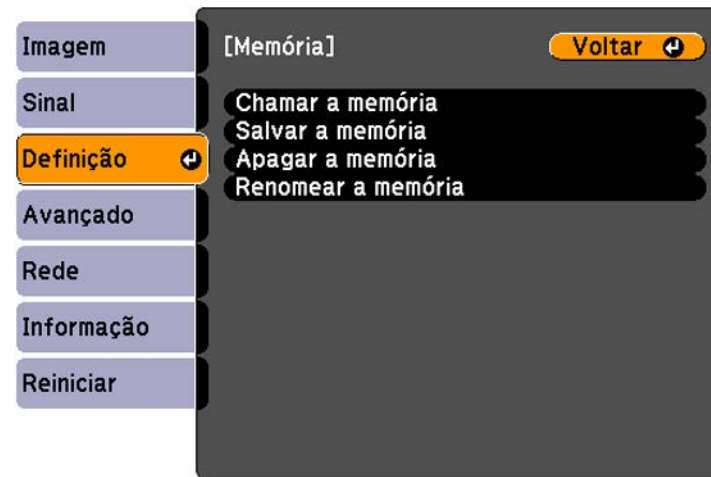 Imagem
Sinal
Definição
Avançado
Rede
Informação
Reiniciar
[Memória]
Voltar
Chamar a memória
Salvar a memória
Apagar a memória
Renomear a memória